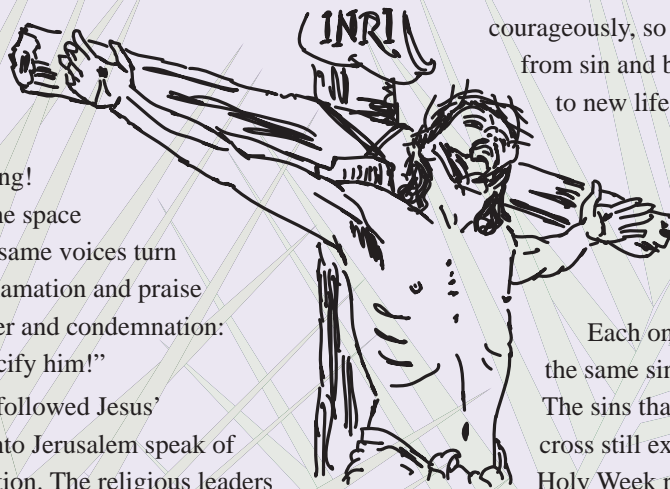 INRI
ng!
ne space
same voices turn
amation and praise
er and condemnation:
cify him!”
followed Jesus’
nto Jerusalem speak of
tion. The religious leaders
courageously, so
from sin and b
to new life
Each on
the same sin
The sins tha
cross still ex
Holy Week r